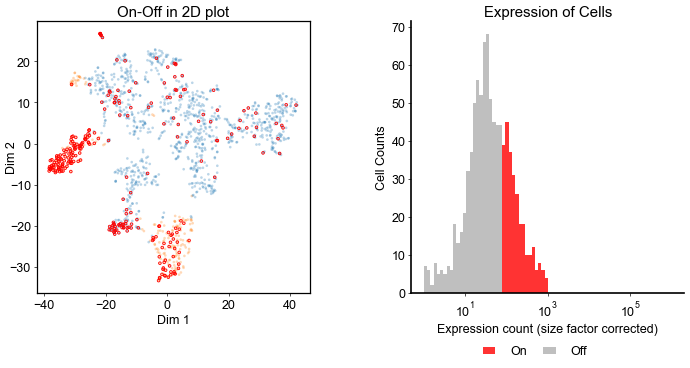 On-Off in 2D plot
Dim 2
20
10
0
−10
−20
−30
−40
−20
0
20
40
Dim 1
Expression of Cells
Cell Counts
70
60
50
40
30
20
10
0
10^1
10^3
10^5
Expression count (size factor corrected)
On
Off